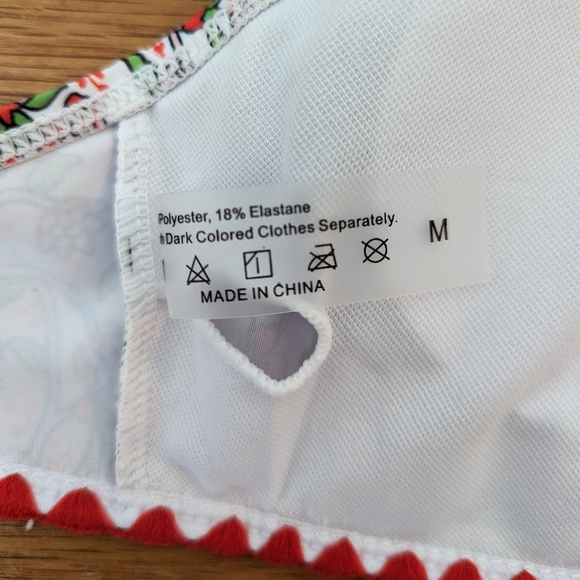 Polyester, 18% Elastane
Dark Colored Clothes Separately.
M
MADE IN CHINA